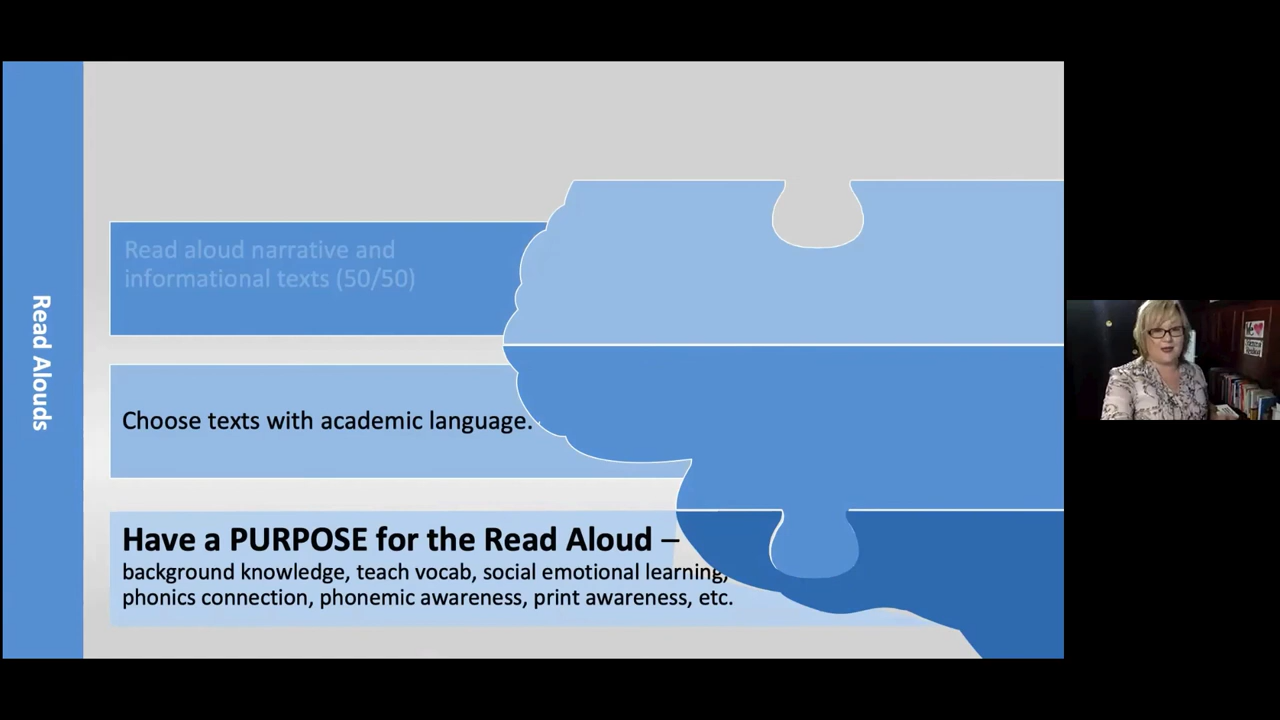 Read Alouds
Read aloud narrative and
informational texts (50/50)
Choose texts with academic language.
Have a PURPOSE for the Read Aloud –
background knowledge, teach vocab, social emotional learning,
phonics connection, phonemic awareness, print awareness, etc.